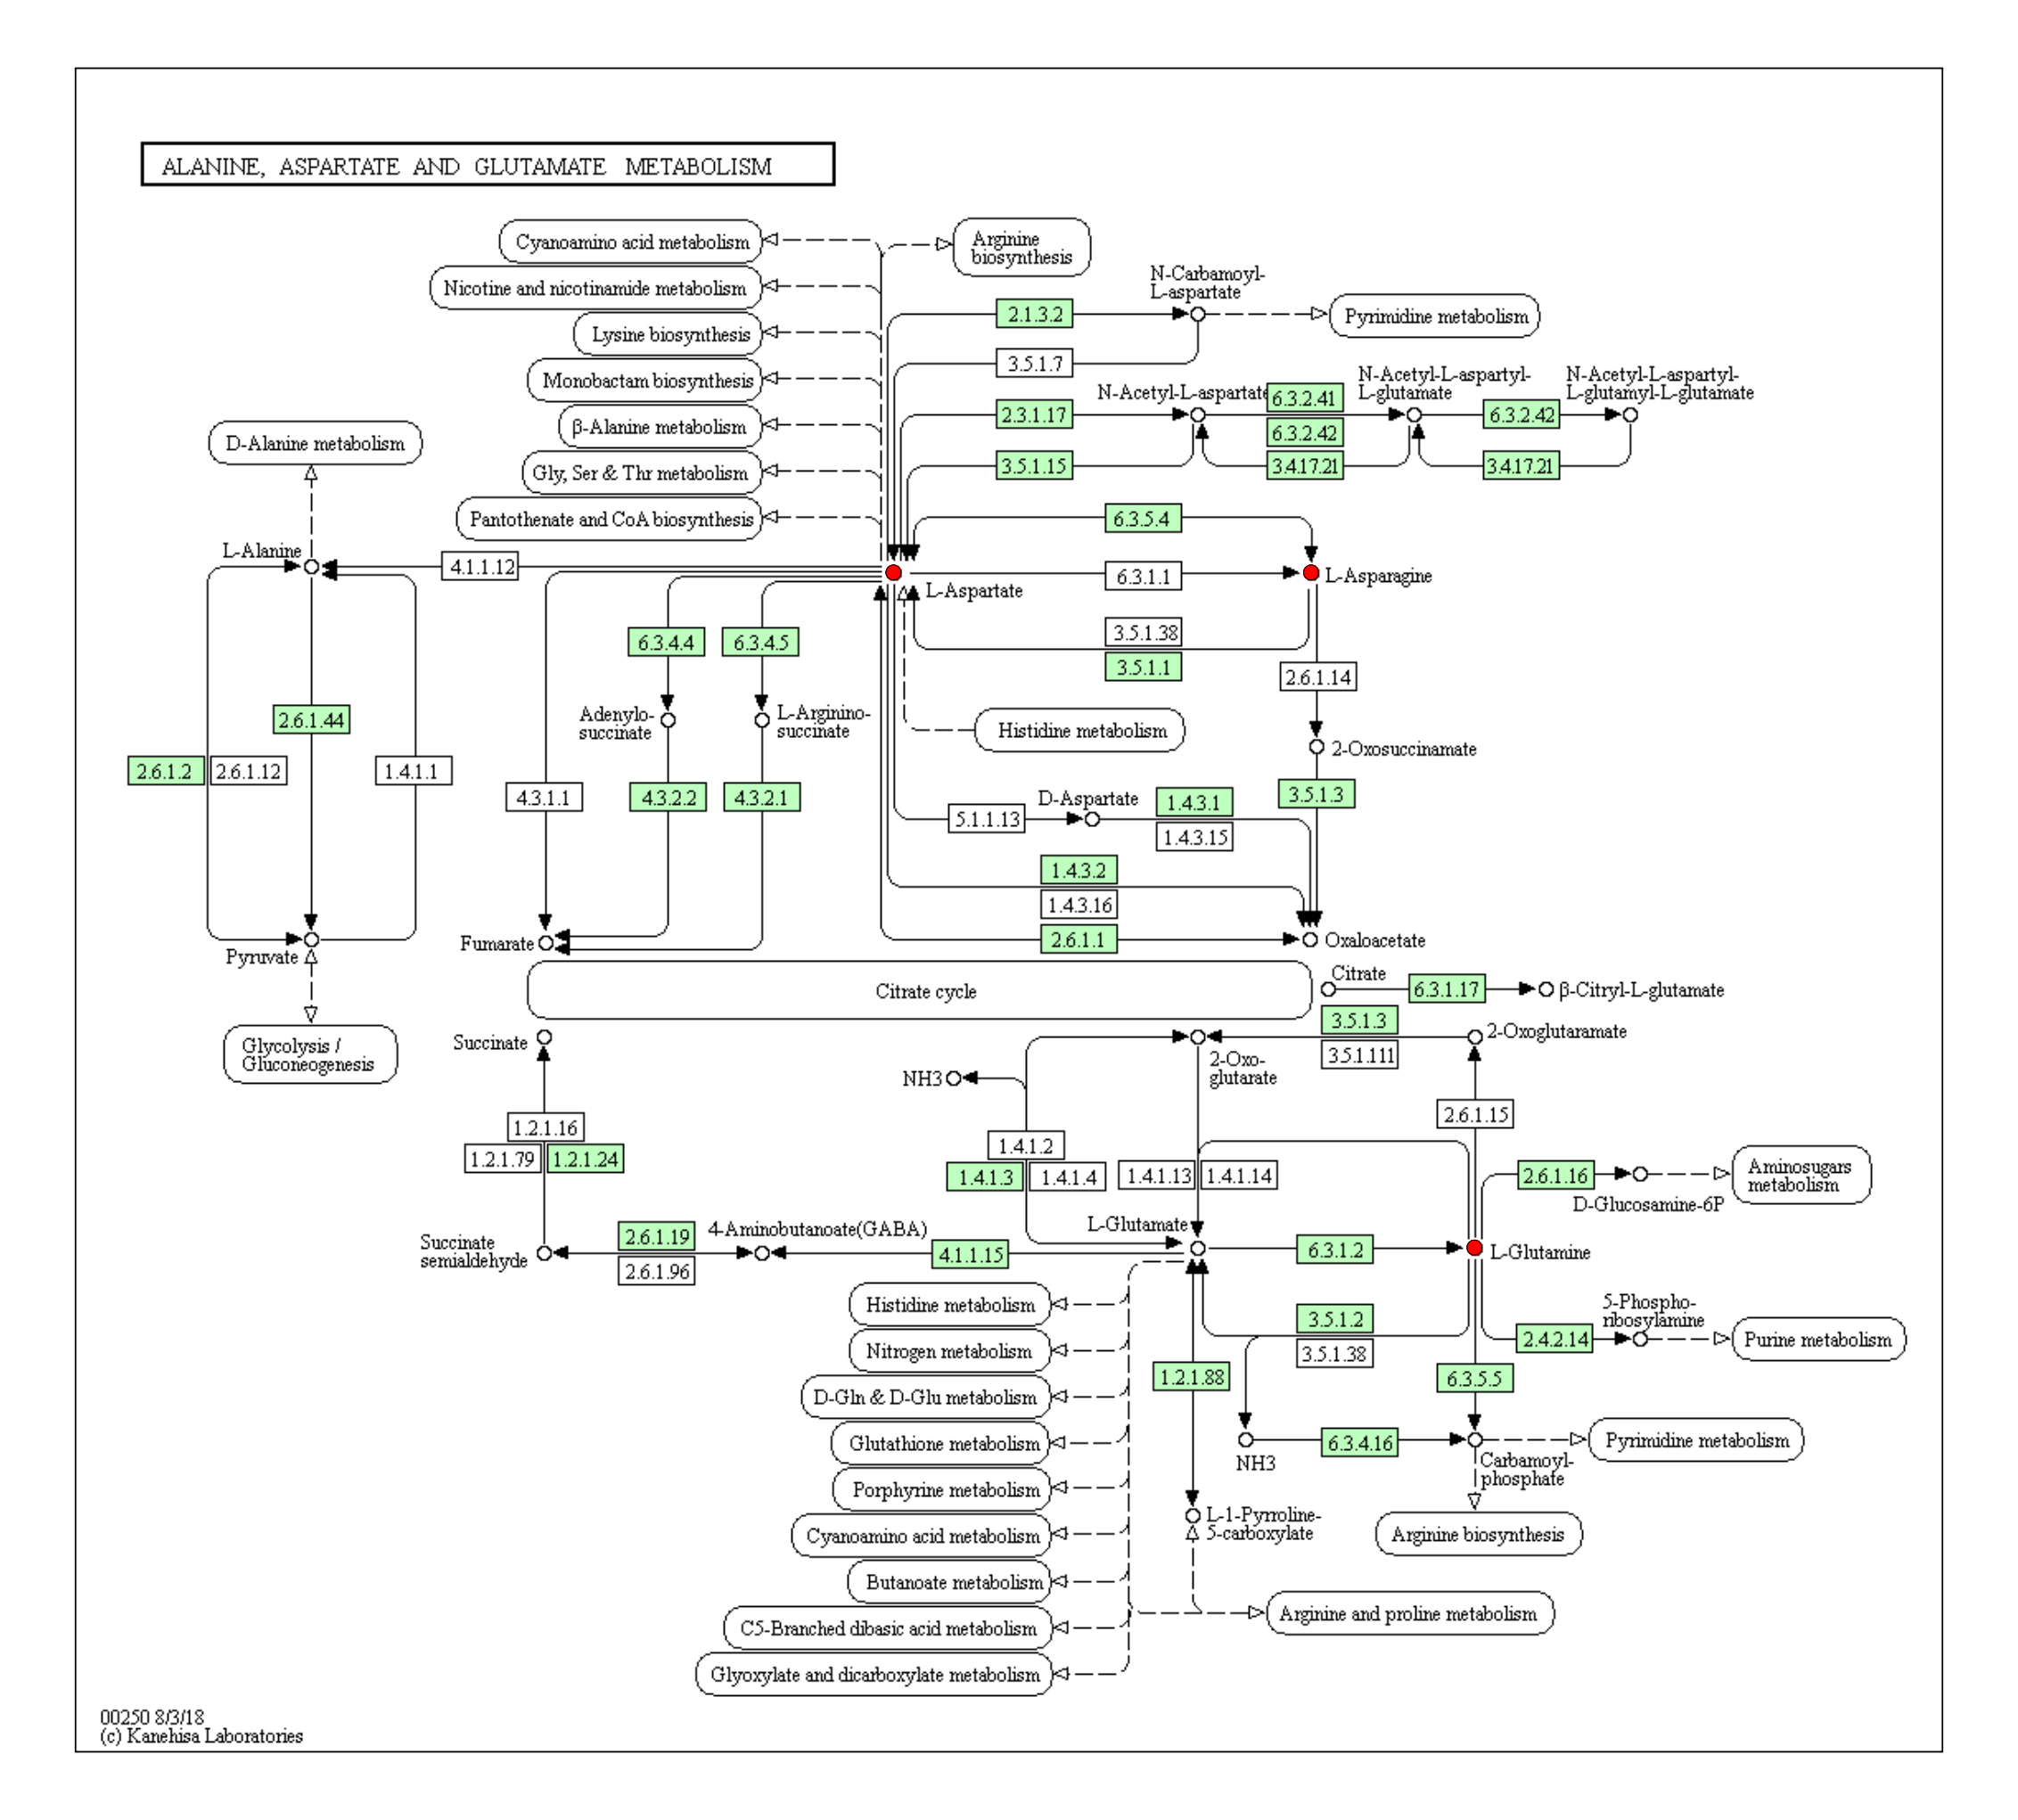 ALANINE, ASPARTATE AND GLUTAMATE METABOLISM
Cyanoamino acid metabolism
Arginine
biosynthesis
Nicotine and nicotinamide metabolism
N-Carbamoyl-
L-aspartate
2.1.3.2
Pyrimidine metabolism
Lysine biosynthesis
3.5.1.7
Monobactam biosynthesis
N-Acetyl-L-aspartate
6.3.2.41
N-Acetyl-L-aspartyl-
L-glutamate
N-Acetyl-L-aspartyl-
L-glutamyl-L-glutamate
2.3.1.17
6.3.2.42
6.3.2.42
β-Alanine metabolism
D-Alanine metabolism
Gly, Ser & Thr metabolism
3.5.1.15
3.4.17.21
3.4.17.21
Pantothenate and CoA biosynthesis
6.3.5.4
L-Alanine
4.1.1.12
6.3.1.1
L-Asparagine
L-Aspartate
6.3.4.4
6.3.4.5
3.5.1.38
3.5.1.1
2.6.1.14
2.6.1.44
Adenylo-
succinate
L-Arginino-
succinate
Histidine metabolism
2-Oxosuccinamate
2.6.1.2
2.6.1.12
1.4.1.1
4.3.1.1
4.3.2.2
4.3.2.1
D-Aspartate
1.4.3.1
3.5.1.3
5.1.1.13
1.4.3.15
1.4.3.2
1.4.3.16
Pyruvate
Fumarate
2.6.1.1
Oxaloacetate
Citrate cycle
Citrate
6.3.1.17
β-Citryl-L-glutamate
Glycolysis /
Gluconeogenesis
Succinate
3.5.1.3
2-Oxoglutaramate
3.5.1.111
2-Oxo-
glutarate
NH3
1.2.1.16
2.6.1.15
1.2.1.79
1.2.1.24
1.4.1.2
1.4.1.3
1.4.1.4
1.4.1.13
1.4.1.14
2.6.1.16
Aminosugars
metabolism
D-Glucosamine-6P
Succinate
semialdehyde
2.6.1.19
4-Aminobutanoate(GABA)
L-Glutamate
2.6.1.96
4.1.1.15
6.3.1.2
L-Glutamine
Histidine metabolism
5-Phospho-
ribosylamine
3.5.1.2
2.4.2.14
Purine metabolism
Nitrogen metabolism
3.5.1.38
1.2.1.88
6.3.5.5
D-Gln & D-Glu metabolism
Glutathione metabolism
NH3
6.3.4.16
Carbamoyl-
phosphate
Pyrimidine metabolism
Porphyrine metabolism
L-1-Pyrroline-
5-carboxylate
Cyanoamino acid metabolism
Arginine biosynthesis
Butanoate metabolism
C5-Branched dibasic acid metabolism
Arginine and proline metabolism
Glyoxylate and dicarboxylate metabolism
00250 8/3/18
(c) Kanehisa Laboratories